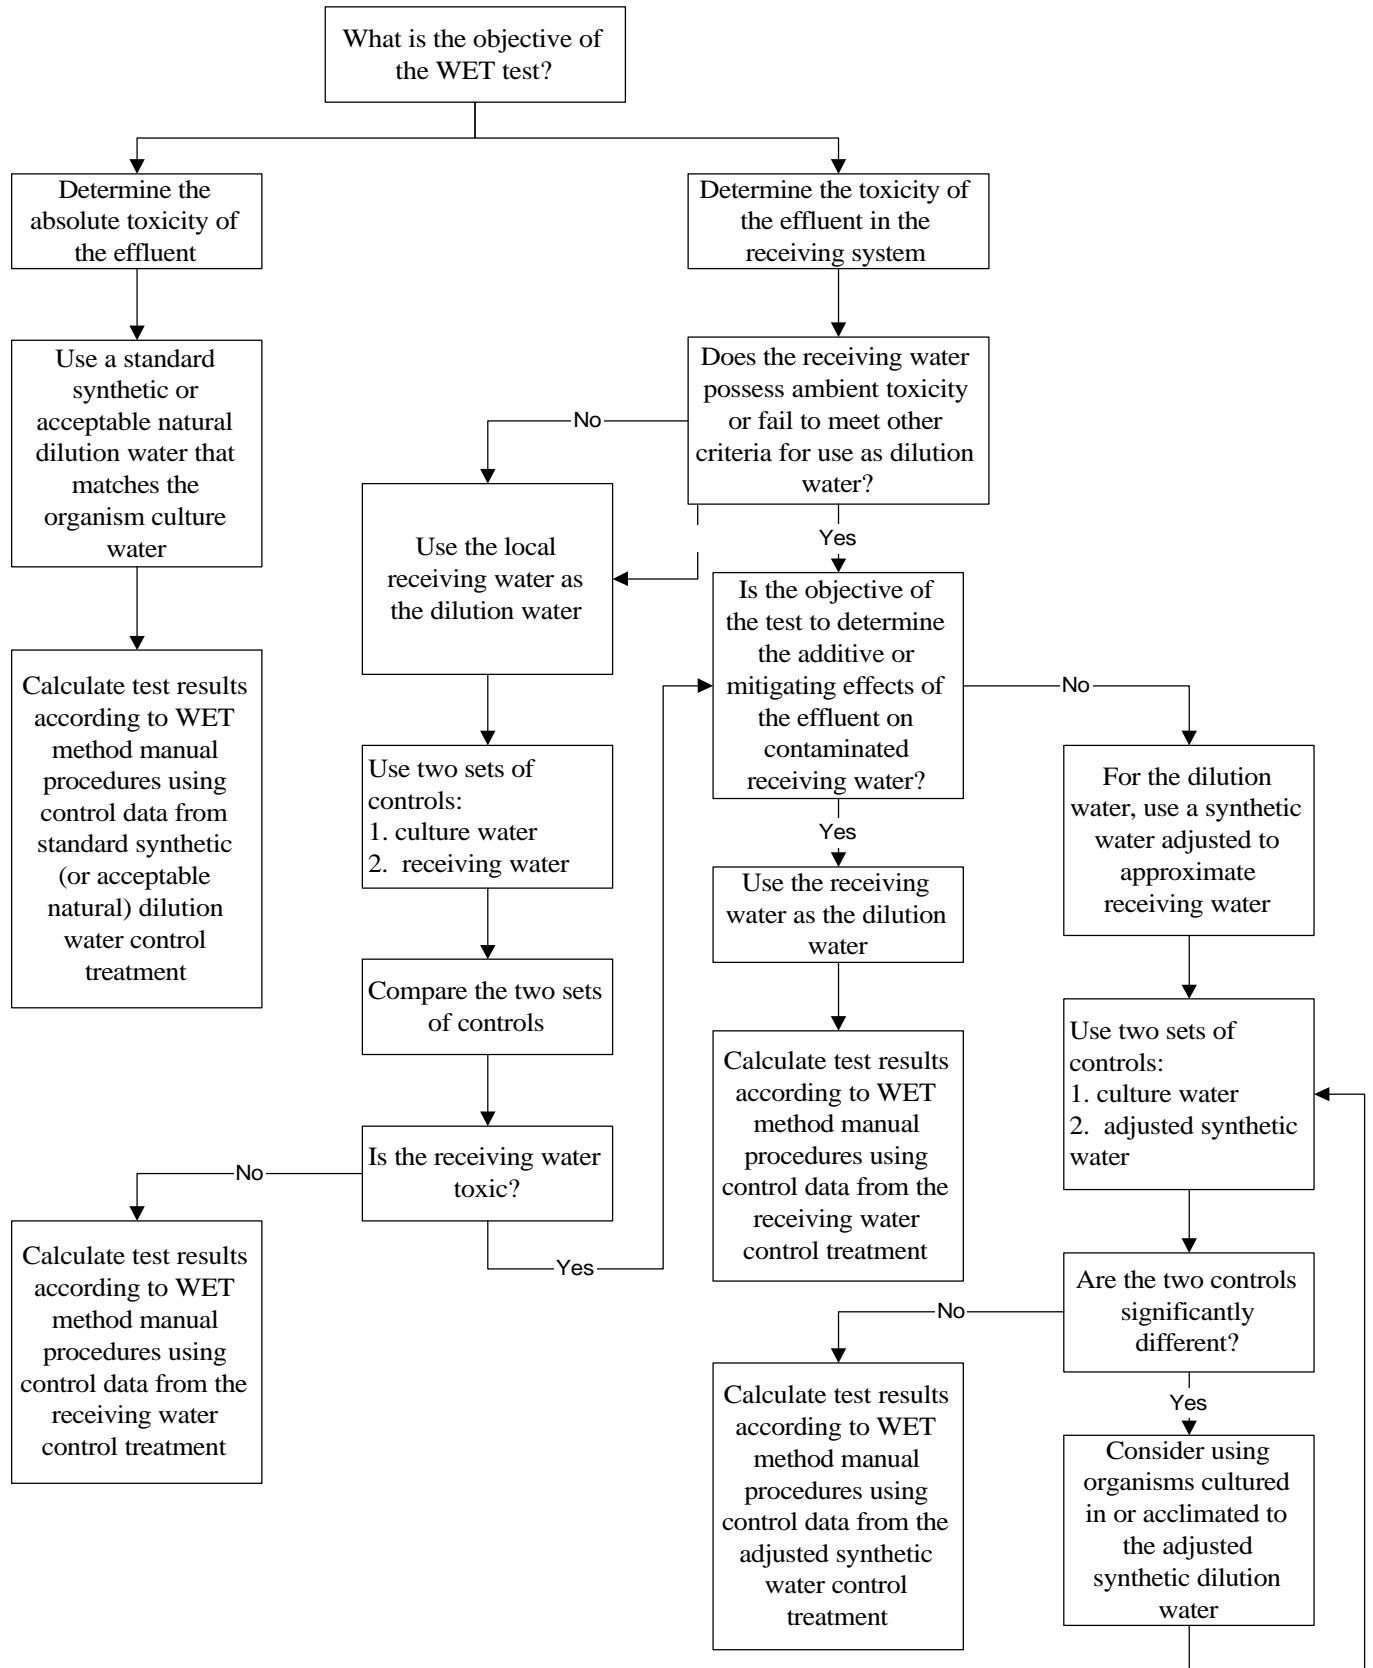 What is the objective of
the WET test?
Determine the
absolute toxicity of
the effluent
Determine the toxicity of
the effluent in the
receiving system
Use a standard
synthetic or
acceptable natural
dilution water that
matches the
organism culture
water
Does the receiving water
possess ambient toxicity
or fail to meet other
criteria for use as dilution
water?
No
Yes
Use the local
receiving water as
the dilution water
Is the objective of
the test to determine
the additive or
mitigating effects of
the effluent on
contaminated
receiving water?
No
Yes
Calculate test results
according to WET
method manual
procedures using
control data from
standard synthetic
(or acceptable
natural) dilution
water control
treatment
Use two sets of
controls:
1. culture water
2. receiving water
For the dilution
water, use a synthetic
water adjusted to
approximate
receiving water
Use the receiving
water as the dilution
water
Compare the two sets
of controls
Use two sets of
controls:
1. culture water
2. adjusted synthetic
water
Calculate test results
according to WET
method manual
procedures using
control data from the
receiving water
control treatment
Is the receiving water
toxic?
No
Yes
Calculate test results
according to WET
method manual
procedures using
control data from the
receiving water
control treatment
Are the two controls
significantly
different?
No
Yes
Calculate test results
according to WET
method manual
procedures using
control data from the
adjusted synthetic
water control
treatment
Consider using
organisms cultured
in or acclimated to
the adjusted
synthetic dilution
water